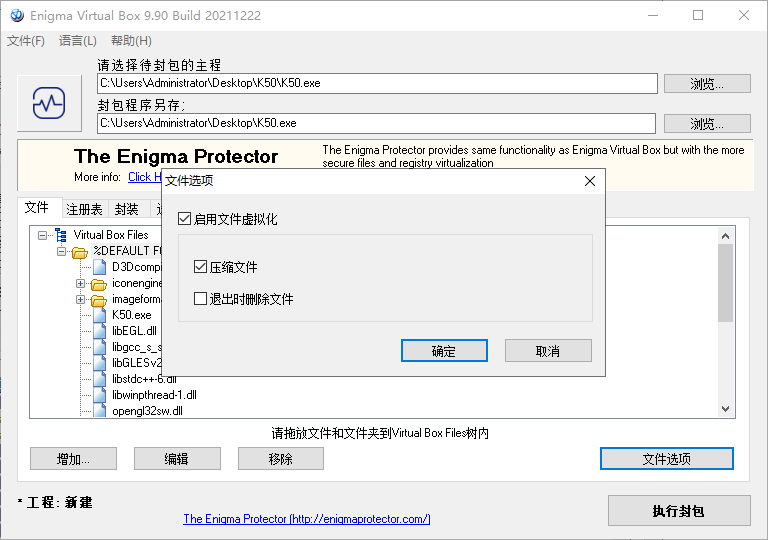 Enigma Virtual Box 9.90 Build 20211222
文件(F) 语言(L) 帮助(H)
请选择待封包的主程
C:\Users\Administrator\Desktop\K50\K50.exe
浏览...
封包程序另存;
C:\Users\Administrator\Desktop\K50.exe
浏览...
The Enigma Protector
The Enigma Protector provides same functionality as Enigma Virtual Box but with the more
secure files and registry virtualization
More info: Click H
文件选项
文件 注册表 封装
启用文件虚拟化
Virtual Box Files
%DEFAULT FO
压缩文件
D3Dcompi
iconengine
退出时删除文件
imageforma
K50.exe
libEGL.dll
确定 取消
libgcc_s_s
libGLESv2
libstdc++-6.dll
libwinpthread-1.dll
opengl32sw.dll
请拖放文件和文件夹到Virtual Box Files树内
增加... 编辑 移除 文件选项
* 工程: 新建
执行封包
The Enigma Protector (http://enigmaprotector.com/)